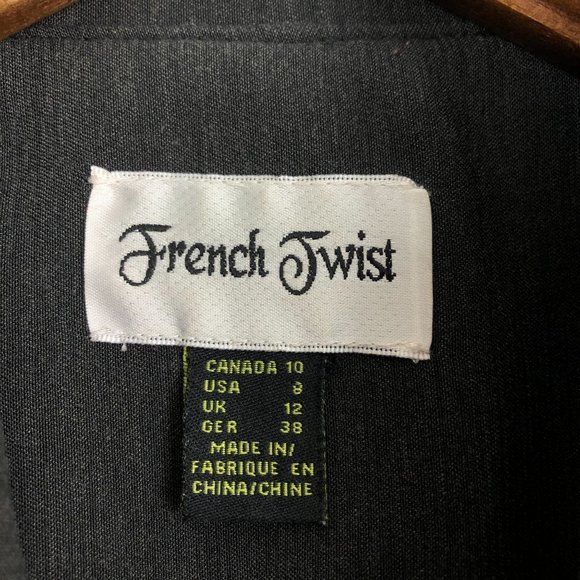 French Twist
CANADA 10
USA 8
UK 12
GER 38
MADE IN/
FABRIQUE EN
CHINA/CHINE